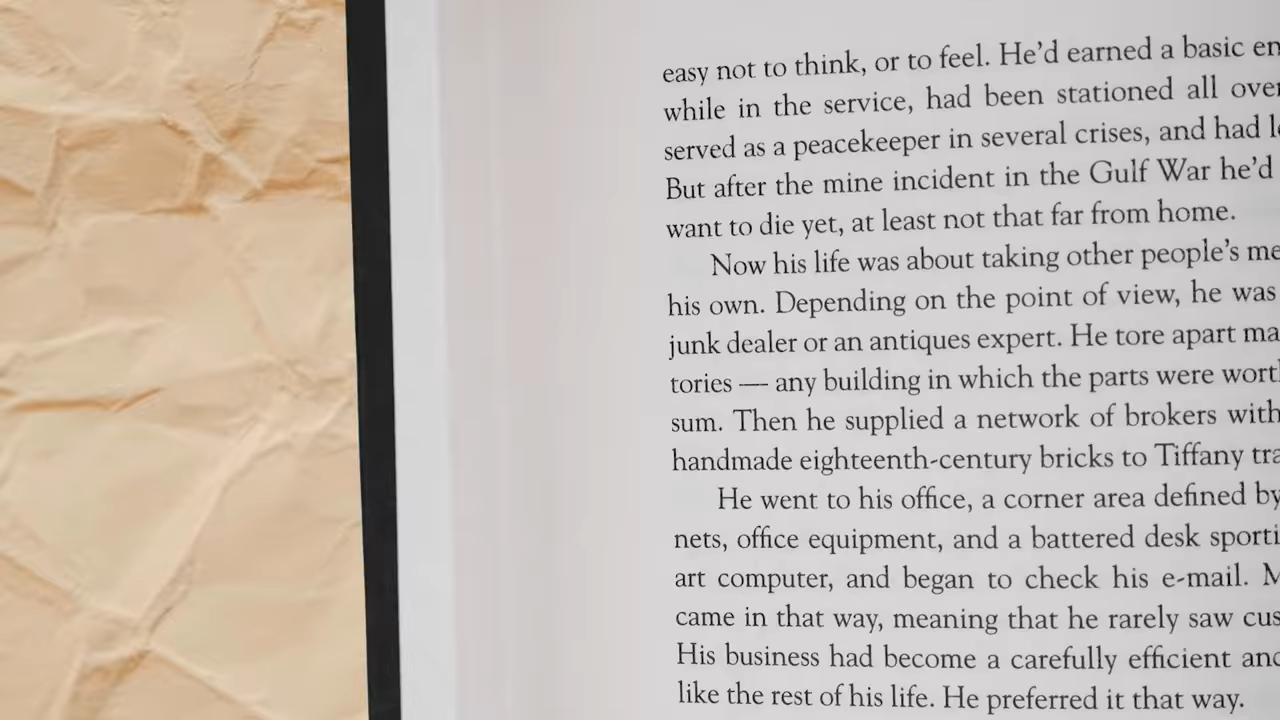 easy not to think, or to feel. He’d earned a basic en
while in the service, had been stationed all over
served as a peacekeeper in several crises, and had l
But after the mine incident in the Gulf War he’d
want to die yet, at least not that far from home.
Now his life was about taking other people’s me
his own. Depending on the point of view, he was
junk dealer or an antiques expert. He tore apart ma
tories — any building in which the parts were wort
sum. Then he supplied a network of brokers with
handmade eighteenth-century bricks to Tiffany tra
He went to his office, a corner area defined by
nets, office equipment, and a battered desk sporti
art computer, and began to check his e-mail. M
came in that way, meaning that he rarely saw cus
His business had become a carefully efficient and
like the rest of his life. He preferred it that way.